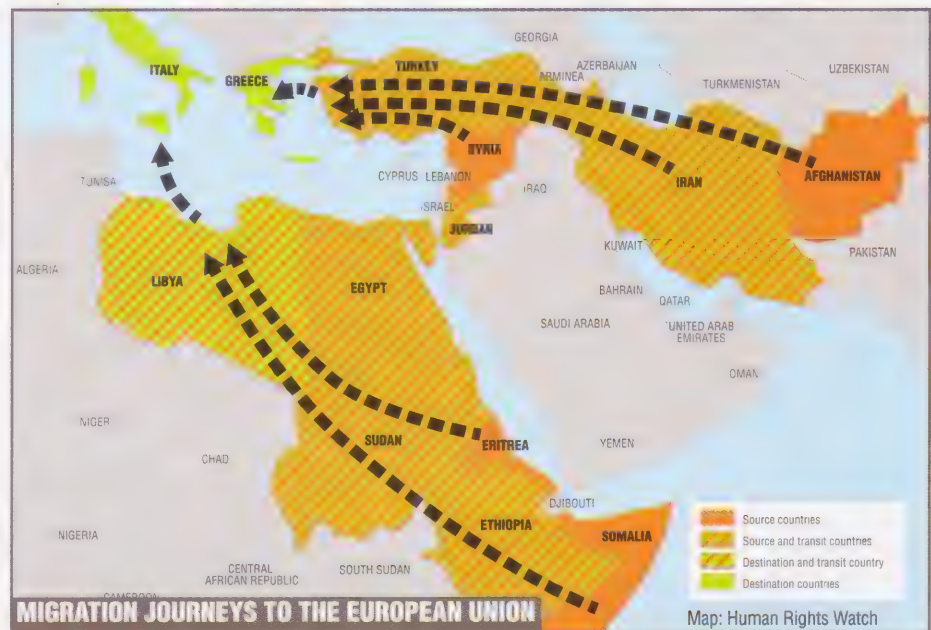 GEORGIA
ITALY
GREECE
TURKEY
ARMINEA
AZERBAIJAN
TURKMENISTAN
UZBEKISTAN
SYRIA
TUNISA
CYPRUS LEBANON
IRAQ
IRAN
AFGHANISTAN
ISRAEL
JORDAN
KUWAIT
PAKISTAN
ALGERIA
LIBYA
EGYPT
BAHRAIN
QATAR
SAUDI ARABIA
UNITED ARAB
EMIRATES
OMAN
NIGER
CHAD
SUDAN
ERITREA
YEMEN
DJIBOUTI
NIGERIA
ETHIOPIA
SOMALIA
CENTRAL
AFRICAN REPUBLIC
SOUTH SUDAN
CAMEROON
Source countries
Source and transit countries
Destination and transit country
Destination countries
MIGRATION JOURNEYS TO THE EUROPEAN UNION
Map: Human Rights Watch